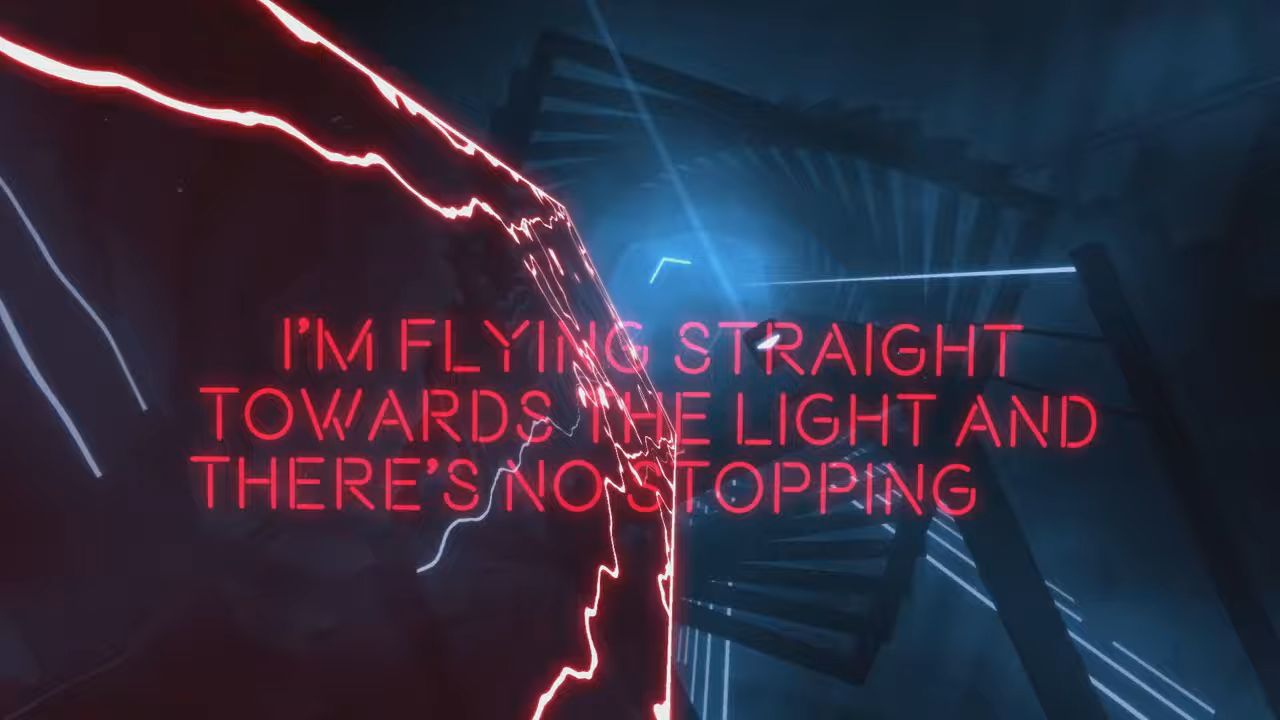 I'M FLYING STRAIGHT
TOWARDS THE LIGHT AND
THERE'S NO STOPPING